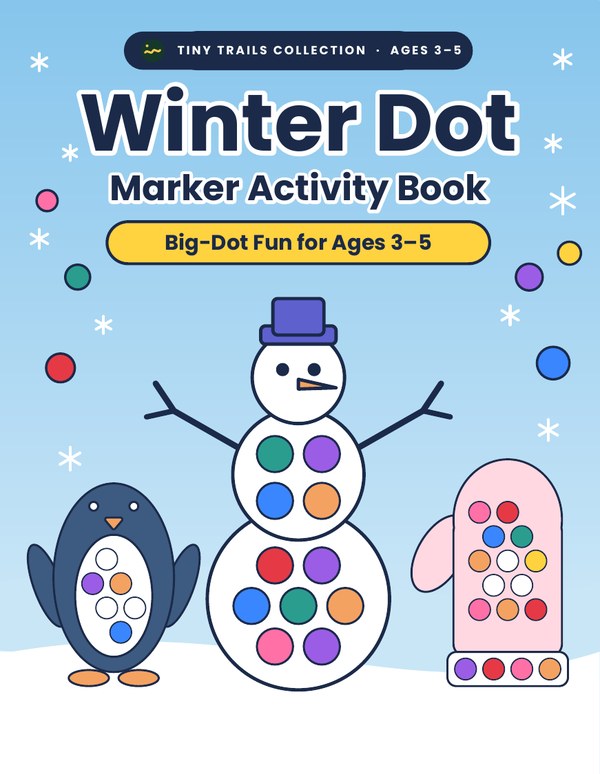 TINY TRAILS COLLECTION · AGES 3–5
Winter Dot
Marker Activity Book
Big-Dot Fun for Ages 3–5